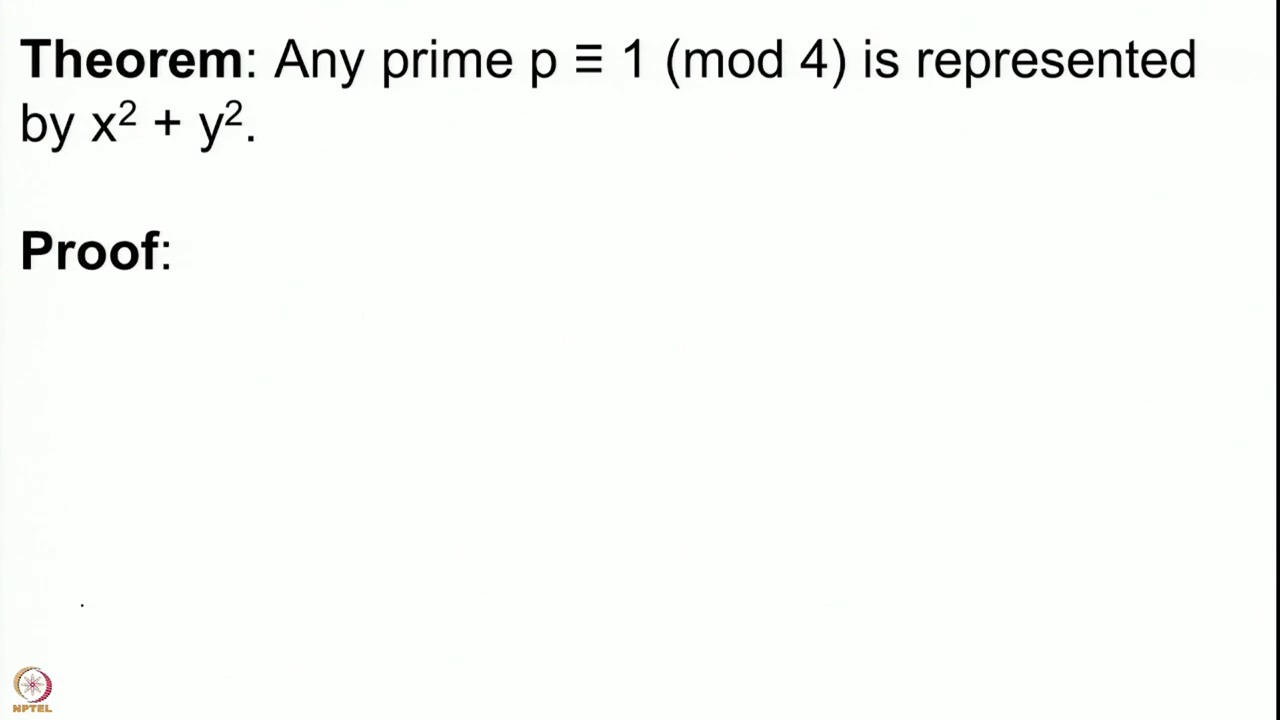 Theorem: Any prime p ≡ 1 (mod 4) is represented
by x² + y².
Proof:
NPTEL